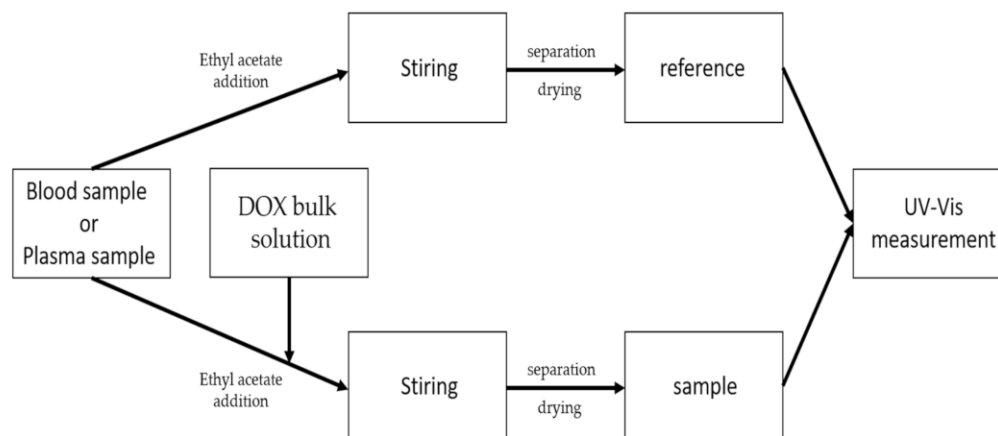 Ethyl acetate
addition
Stiring
separation
drying
reference
Blood sample
or
Plasma sample
DOX bulk
solution
UV-Vis
measurement
Ethyl acetate
addition
Stiring
separation
drying
sample